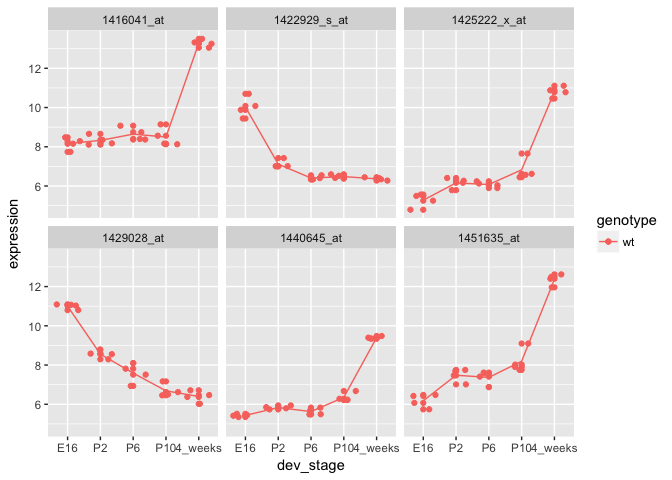 1416041_at 1422929_s_at 1425222_x_at
12
10
8
6
1429028_at 1440645_at 1451635_at
12
10
8
6
expression
E16 P2 P6 P104_weeks E16 P2 P6 P104_weeks E16 P2 P6 P104_weeks
dev_stage
genotype
wt